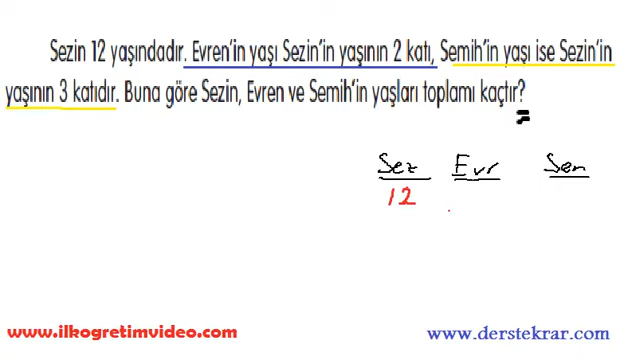 Sezin 12 yaşındadır. Evren'in yaşı Sezin'in yaşının 2 katı, Semih'in yaşı ise Sezin'in
yaşının 3 katıdır. Buna göre Sezin, Evren ve Semih'in yaşları toplamı kaçtır?
Sez Evr Sem
12
www.ilkogretimvideo.com www.derstekrar.com